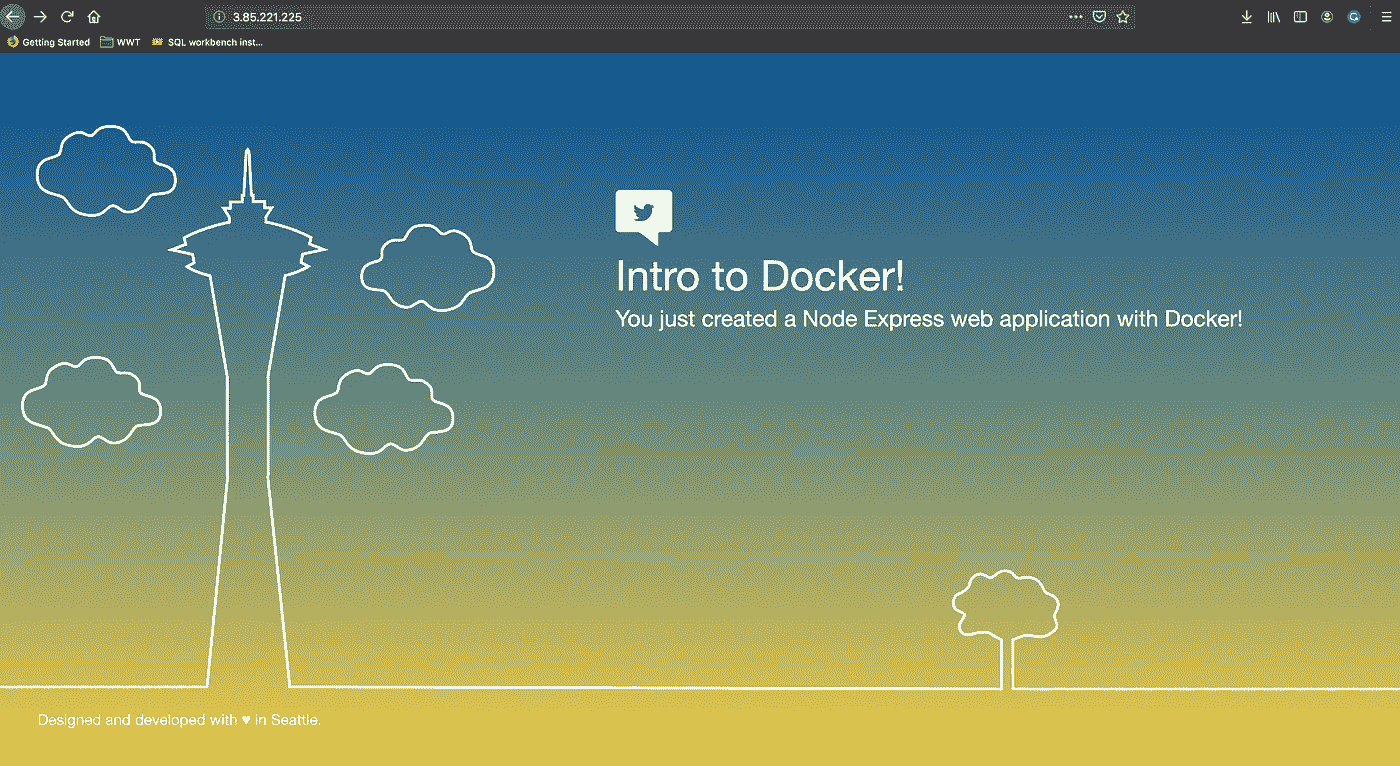 3.85.221.225
Getting Started WWT SQL workbench inst...
Intro to Docker!
You just created a Node Express web application with Docker!
Designed and developed with ♥ in Seattle.